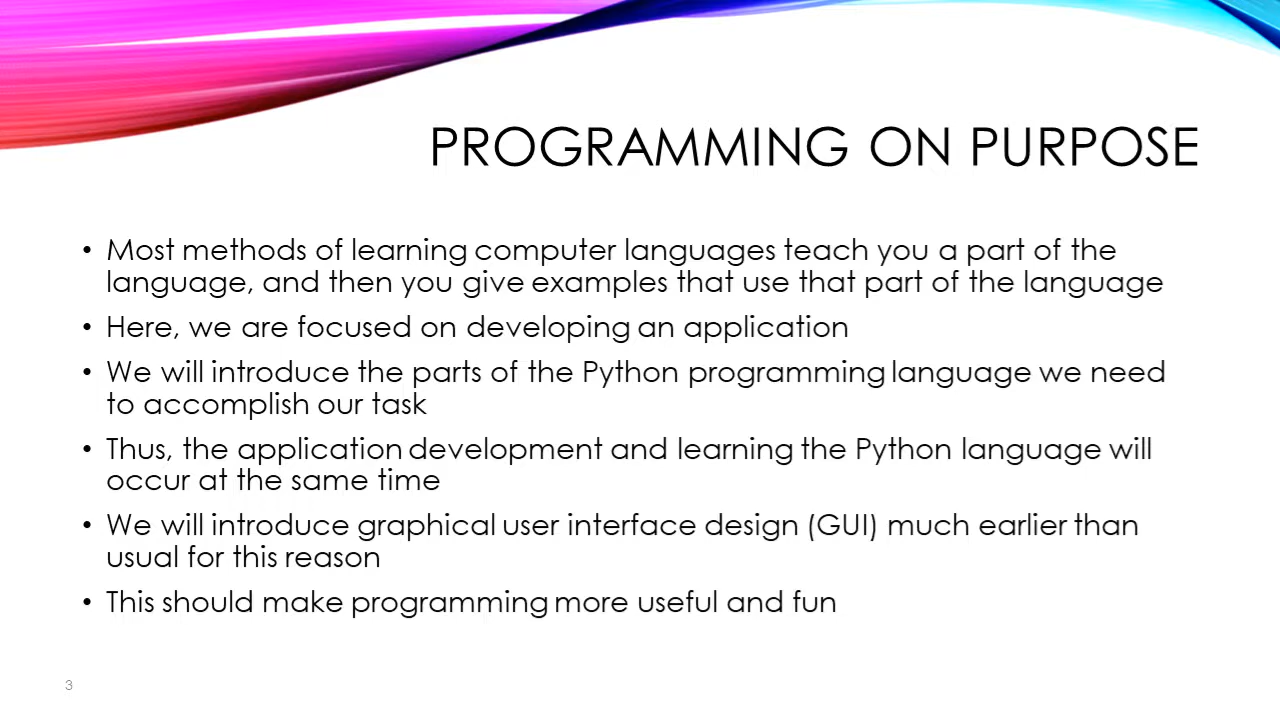 PROGRAMMING ON PURPOSE
• Most methods of learning computer languages teach you a part of the
language, and then you give examples that use that part of the language
• Here, we are focused on developing an application
• We will introduce the parts of the Python programming language we need
to accomplish our task
• Thus, the application development and learning the Python language will
occur at the same time
• We will introduce graphical user interface design (GUI) much earlier than
usual for this reason
• This should make programming more useful and fun
3